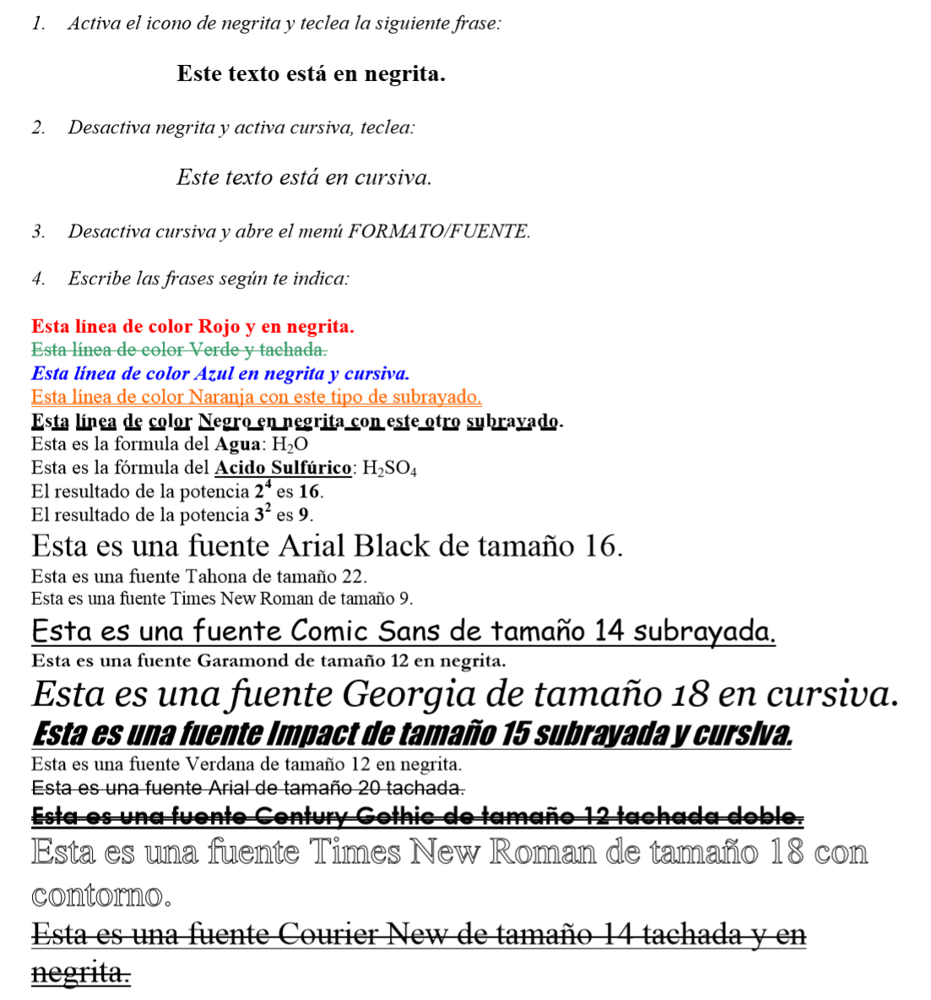 1. Activa el icono de negrita y teclea la siguiente frase:
Este texto está en negrita.
2. Desactiva negrita y activa cursiva, teclea:
Este texto está en cursiva.
3. Desactiva cursiva y abre el menú FORMATO/FUENTE.
4. Escribe las frases según te indica:
Esta línea de color Rojo y en negrita.
Esta línea de color Verde y tachada.
Esta línea de color Azul en negrita y cursiva.
Esta línea de color Naranja con este tipo de subrayado.
Esta línea de color Negro en negrita con este otro subrayado.
Esta es la formula del Agua: H₂O
Esta es la fórmula del Acido Sulfúrico: H₂SO₄
El resultado de la potencia 2⁴ es 16.
El resultado de la potencia 3² es 9.
Esta es una fuente Arial Black de tamaño 16.
Esta es una fuente Tahona de tamaño 22.
Esta es una fuente Times New Roman de tamaño 9.
Esta es una fuente Comic Sans de tamaño 14 subrayada.
Esta es una fuente Garamond de tamaño 12 en negrita.
Esta es una fuente Georgia de tamaño 18 en cursiva.
Esta es una fuente Impact de tamaño 15 subrayada y cursiva.
Esta es una fuente Verdana de tamaño 12 en negrita.
Esta es una fuente Arial de tamaño 20 tachada.
Esta es una fuente Century Gothic de tamaño 12 tachada doble.
Esta es una fuente Times New Roman de tamaño 18 con
contorno.
Esta es una fuente Courier New de tamaño 14 tachada y en
negrita.